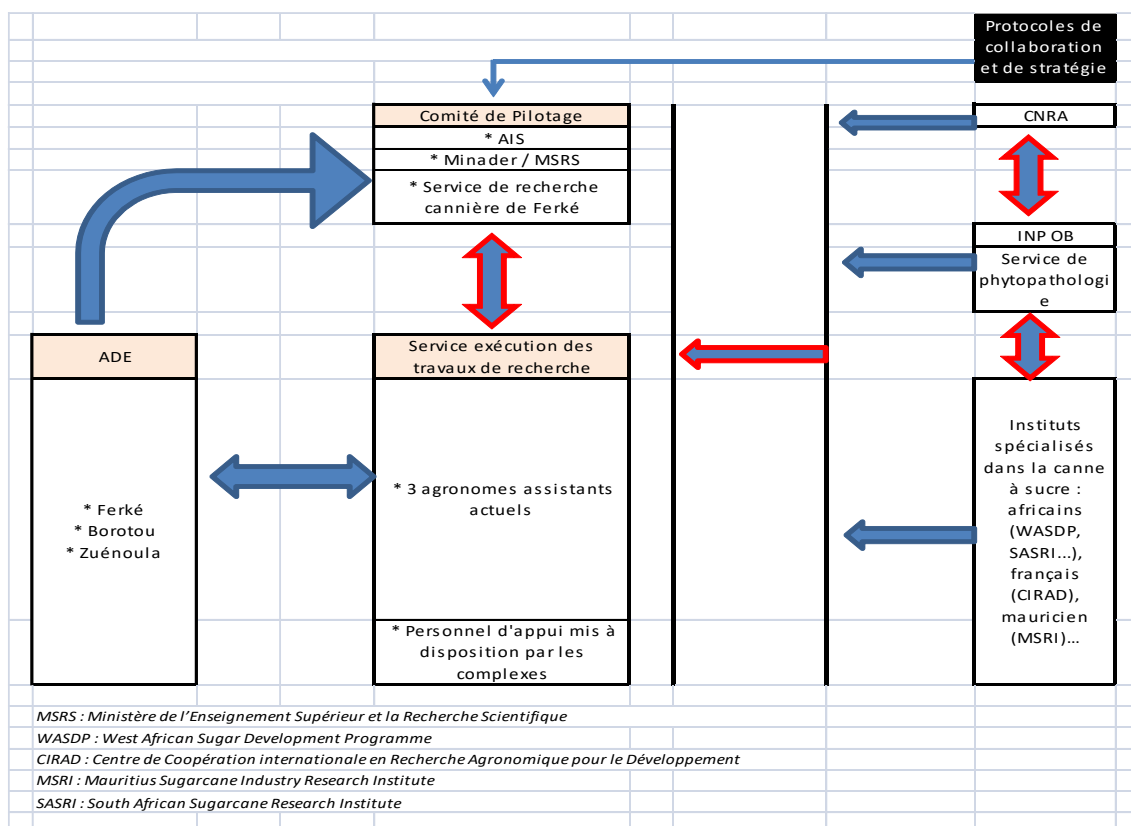 Protocoles de
collaboration
et de stratégie
Comité de Pilotage
* AIS
* Minader / MSRS
* Service de recherche
cannière de Ferké
CNRA
INP OB
Service de
phytopathologi
e
ADE
* Ferké
* Borotou
* Zuénoula
Service exécution des
travaux de recherche
* 3 agronomes assistants
actuels
* Personnel d'appui mis à
disposition par les
complexes
Instituts
spécialisés
dans la canne
à sucre :
africains
(WASDP,
SASRI...),
français
(CIRAD),
mauricien
(MSRI)...
MSRS : Ministère de l'Enseignement Supérieur et la Recherche Scientifique
WASDP : West African Sugar Development Programme
CIRAD : Centre de Coopération internationale en Recherche Agronomique pour le Développement
MSRI : Mauritius Sugarcane Industry Research Institute
SASRI : South African Sugarcane Research Institute